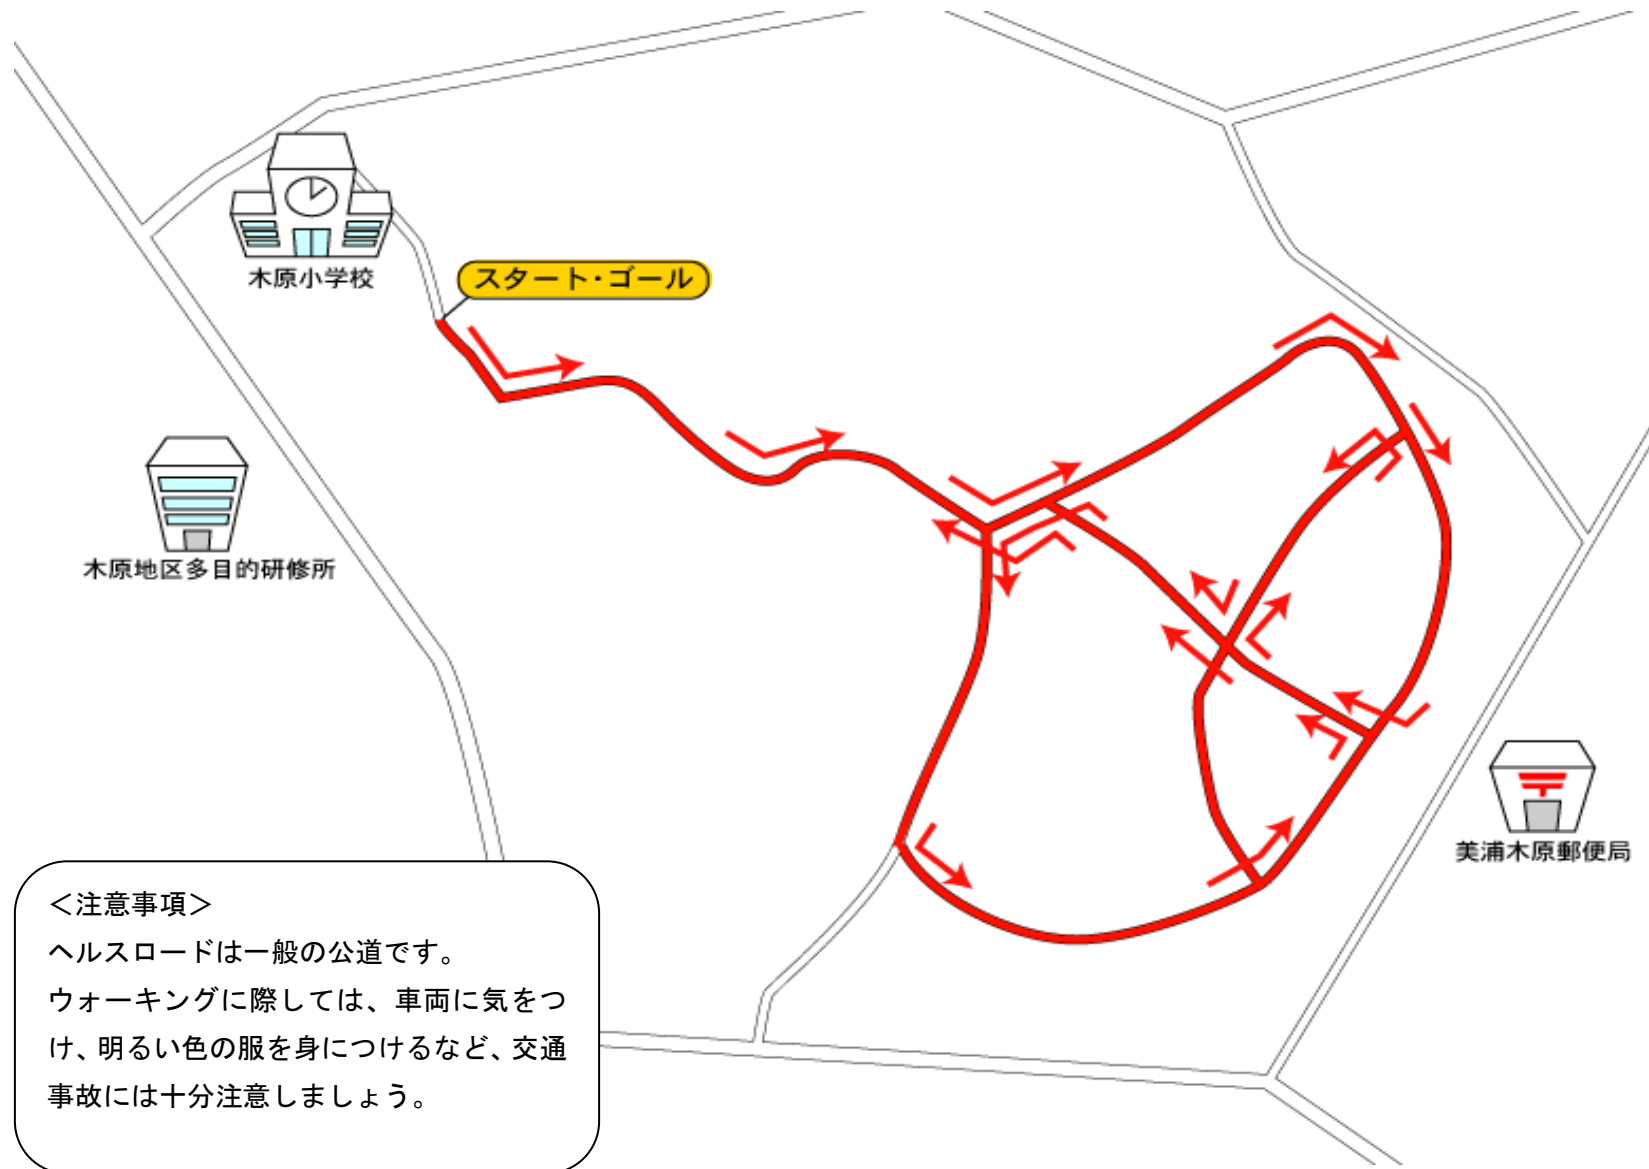 木原小学校
スタート・ゴール
木原地区多目的研修所
美浦木原郵便局
＜注意事項＞
ヘルスロードは一般の公道です。
ウォーキングに際しては、車両に気をつ
け、明るい色の服を身につけるなど、交通
事故には十分注意しましょう。